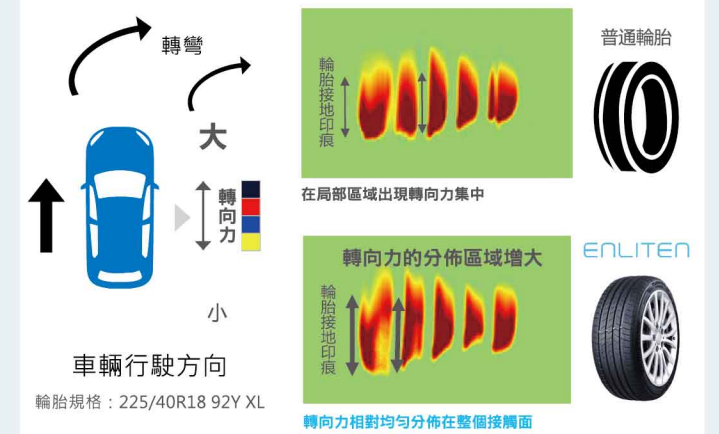 轉彎
大
轉向力
小
車輛行駛方向
輪胎規格：225/40R18 92Y XL
輪胎接地印痕
普通輪胎
在局部區域出現轉向力集中
轉向力的分佈區域增大
輪胎接地印痕
ENLITEN
轉向力相對均勻分佈在整個接觸面